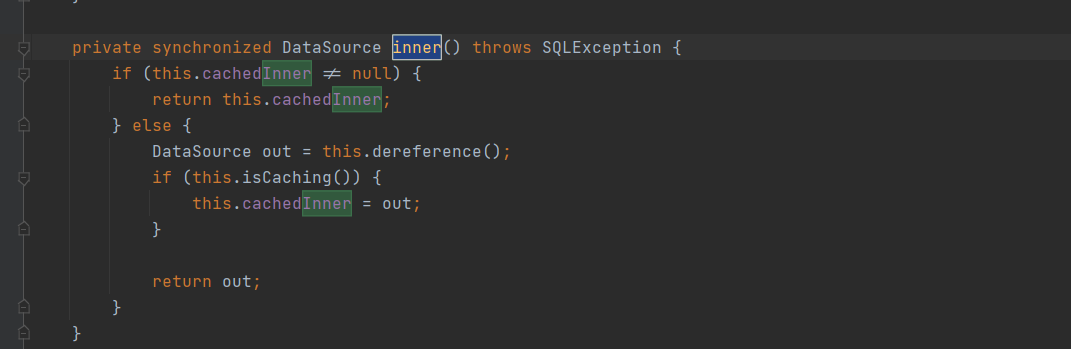 }
private synchronized DataSource inner() throws SQLException {
if (this.cachedInner ≠ null) {
return this.cachedInner;
} else {
DataSource out = this.dereference();
if (this.isCaching()) {
this.cachedInner = out;
}
return out;
}
}